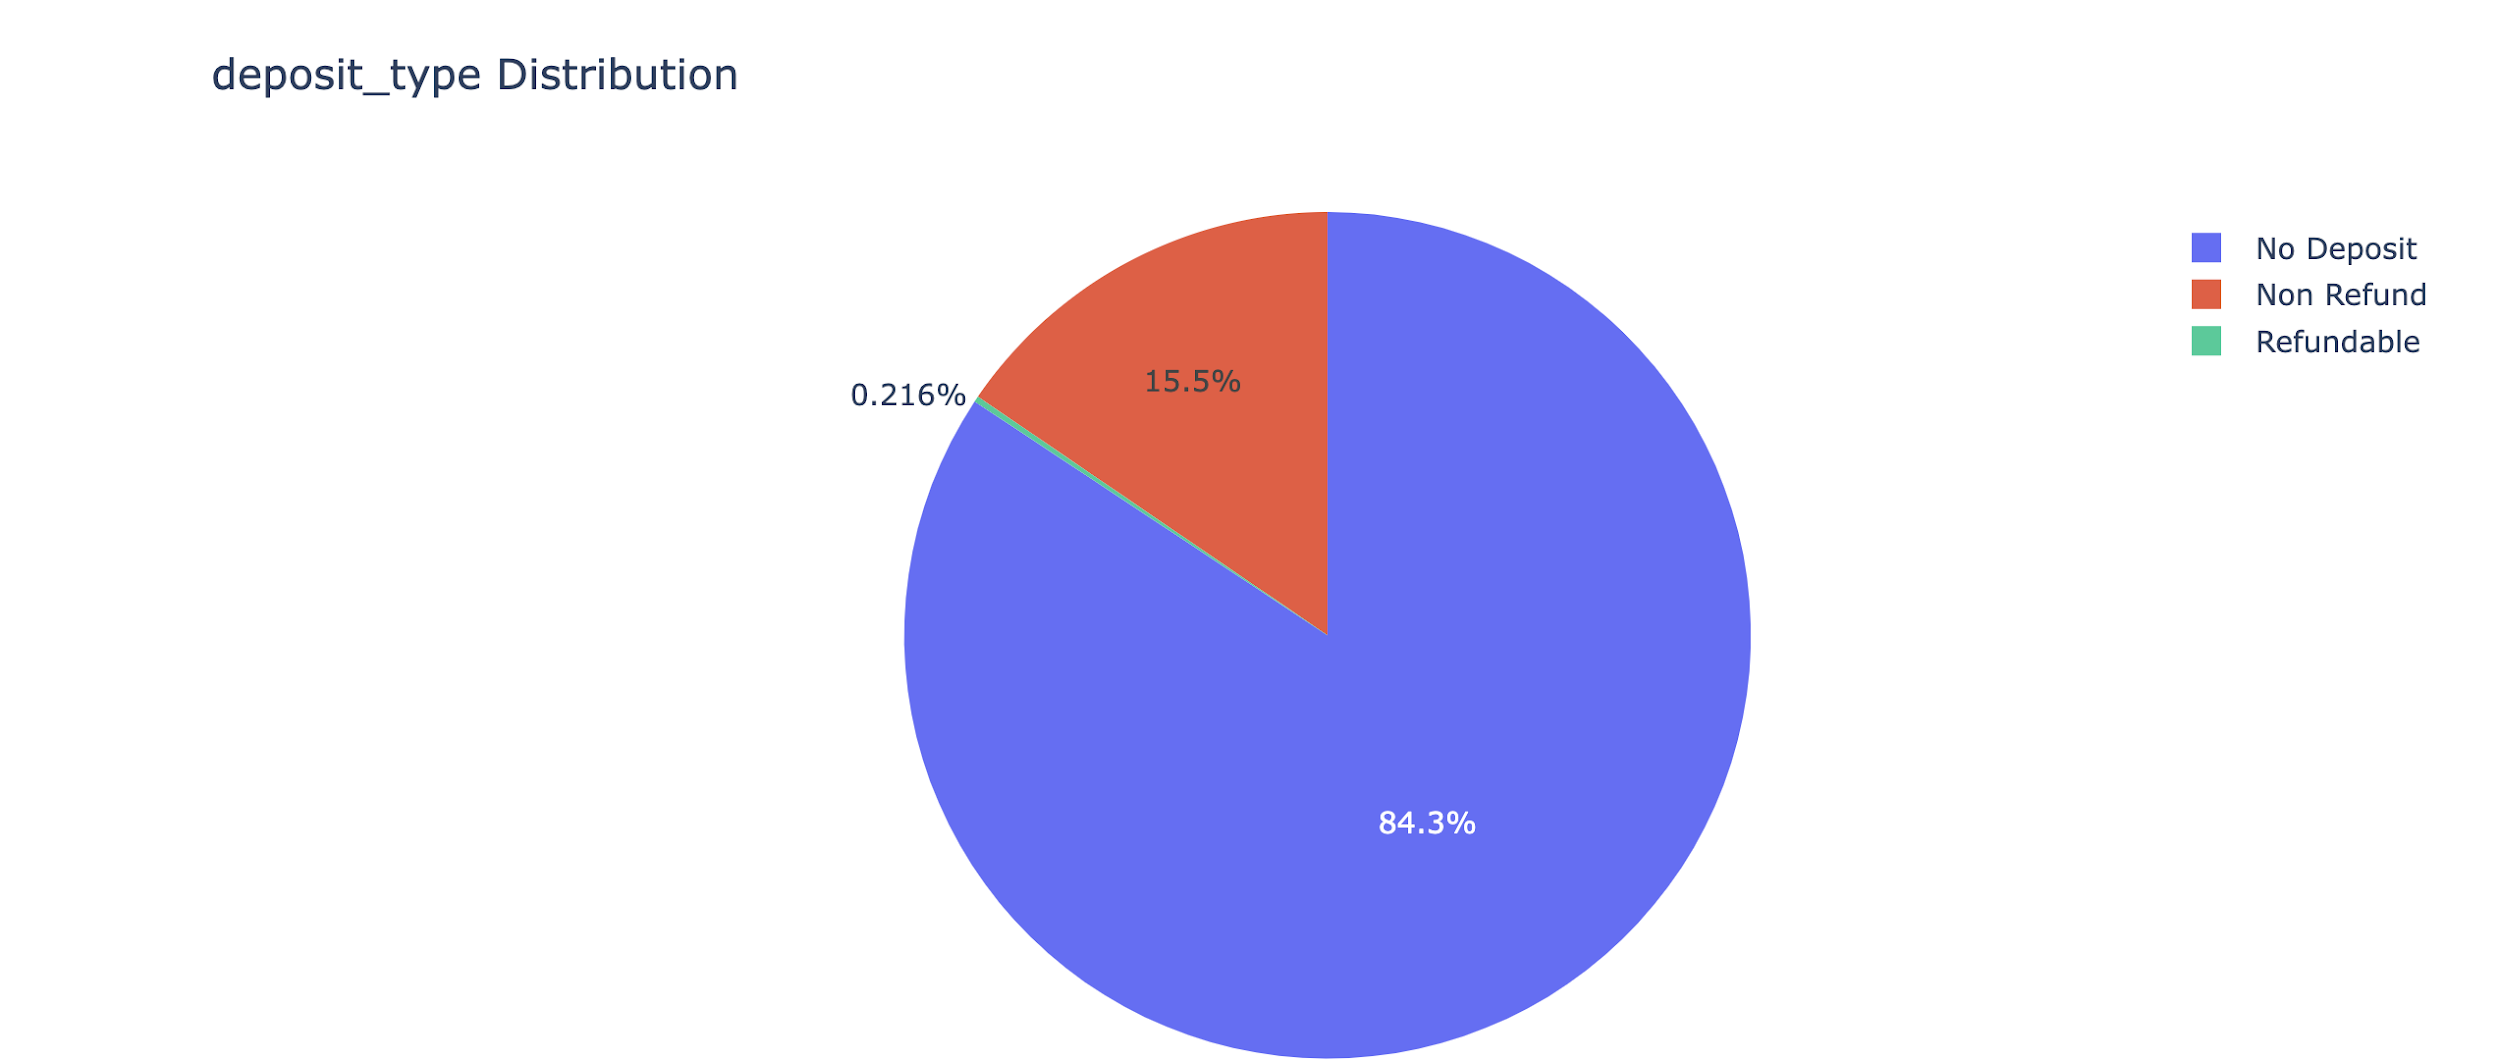 deposit_type Distribution
No Deposit
Non Refund
Refundable
15.5%
0.216%
84.3%